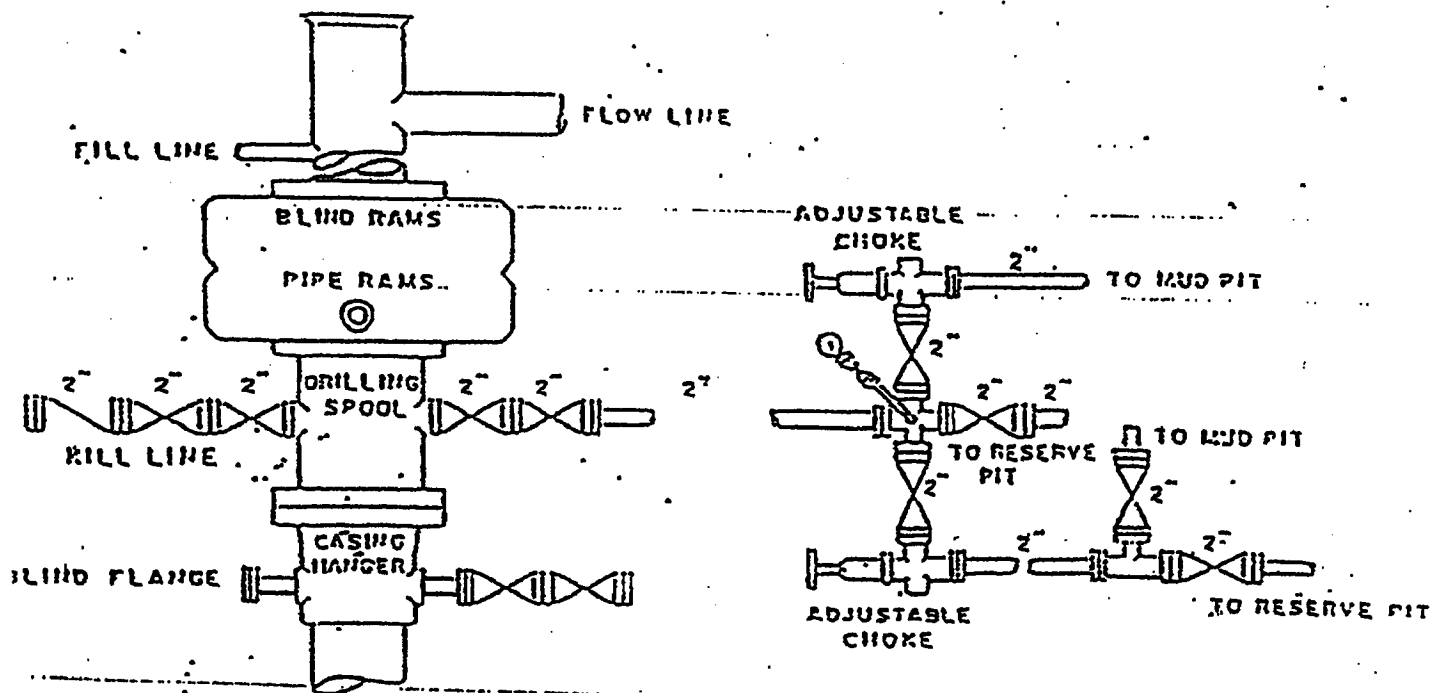 FLOW LINE
FILL LINE
BLIND RAMS
PIPE RAMS
ADJUSTABLE
CHOKE
2"
TO MUD PIT
2"
2"
2"
2"
DRILLING
SPOOL
2"
2"
2"
2"
2"
KILL LINE
TO RESERVE
PIT
TO MUD PIT
2"
2"
CASING
HANGER
2"
2"
BLIND FLANGE
ADJUSTABLE
CHOKE
TO RESERVE PIT